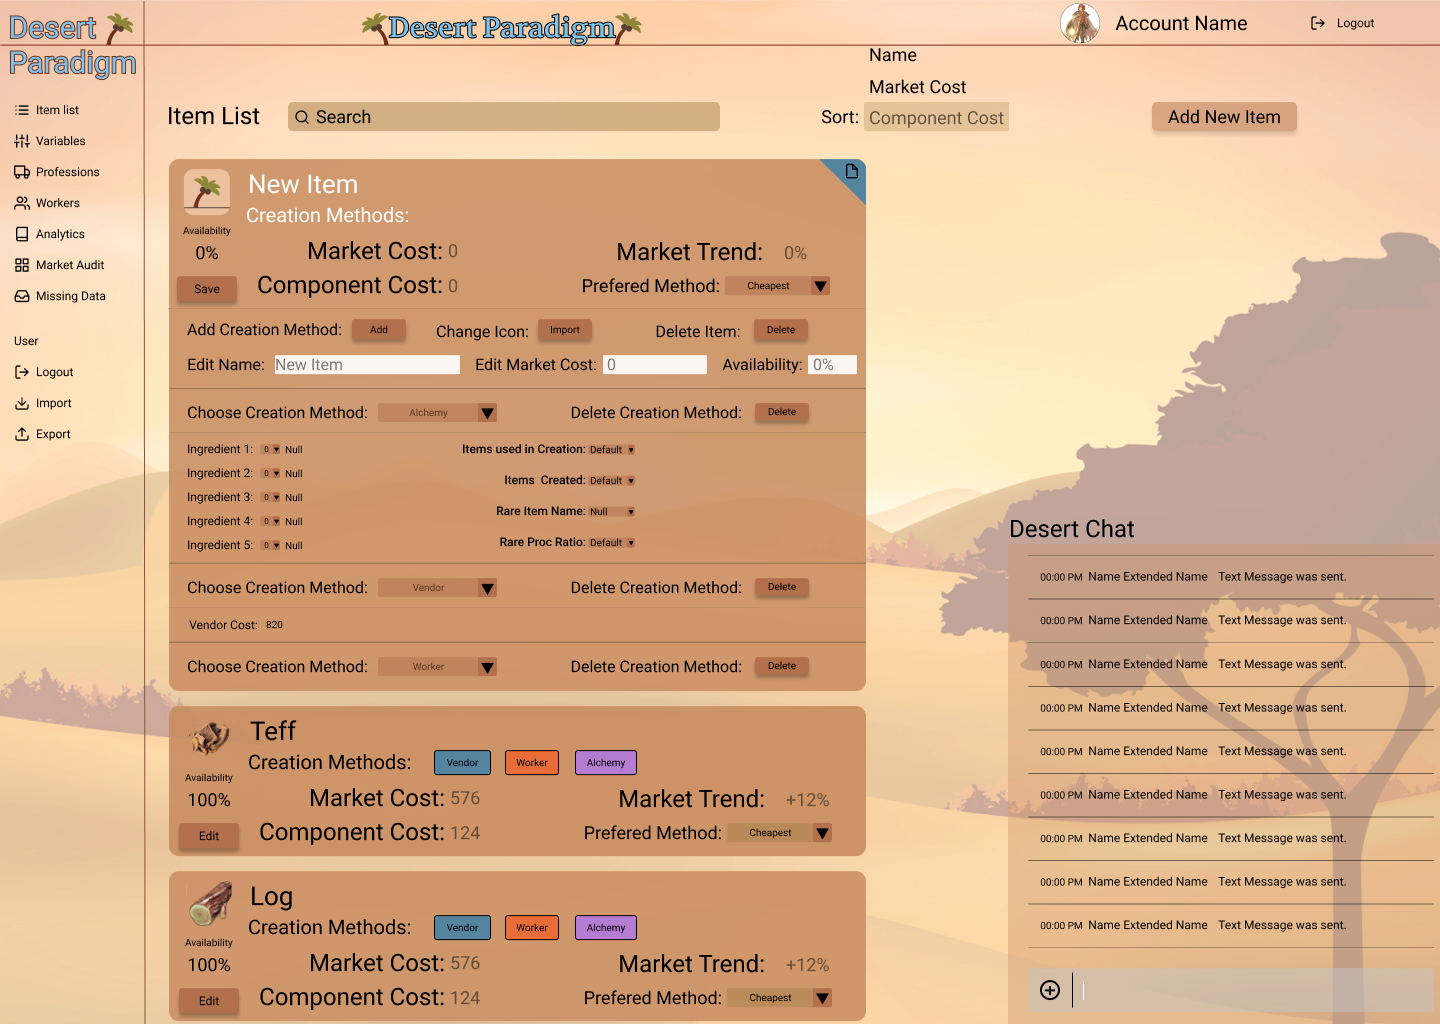 Desert
Paradigm
Desert Paradigm
Account Name
Logout
Item list
Variables
Professions
Workers
Analytics
Market Audit
Missing Data
User
Logout
Import
Export
Name
Market Cost
Item List
Search
Sort: Component Cost
Add New Item
New Item
Creation Methods:
Availability
0%
Market Cost: 0
Market Trend: 0%
Save
Component Cost: 0
Prefered Method: Cheapest
Add Creation Method: Add
Change Icon: Import
Delete Item: Delete
Edit Name: New Item
Edit Market Cost: 0
Availability: 0%
Choose Creation Method: Alchemy
Delete Creation Method: Delete
Ingredient 1: 0 Null
Ingredient 2: 0 Null
Ingredient 3: 0 Null
Ingredient 4: 0 Null
Ingredient 5: 0 Null
Items used in Creation: Default
Items Created: Default
Rare Item Name: Null
Rare Proc Ratio: Default
Choose Creation Method: Vendor
Delete Creation Method: Delete
Vendor Cost: 820
Choose Creation Method: Worker
Delete Creation Method: Delete
Teff
Creation Methods: Vendor Worker Alchemy
Availability
100%
Market Cost: 576
Market Trend: +12%
Edit
Component Cost: 124
Prefered Method: Cheapest
Log
Creation Methods: Vendor Worker Alchemy
Availability
100%
Market Cost: 576
Market Trend: +12%
Edit
Component Cost: 124
Prefered Method: Cheapest
Desert Chat
00:00 PM Name Extended Name Text Message was sent.
00:00 PM Name Extended Name Text Message was sent.
00:00 PM Name Extended Name Text Message was sent.
00:00 PM Name Extended Name Text Message was sent.
00:00 PM Name Extended Name Text Message was sent.
00:00 PM Name Extended Name Text Message was sent.
00:00 PM Name Extended Name Text Message was sent.
00:00 PM Name Extended Name Text Message was sent.
00:00 PM Name Extended Name Text Message was sent.